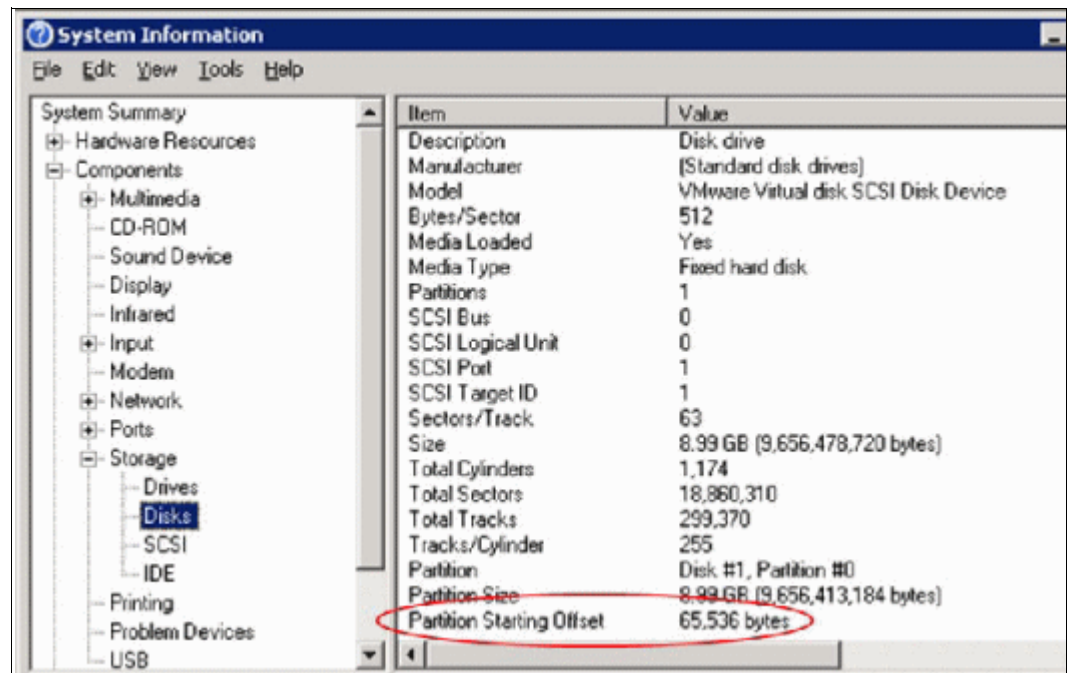 System Information
File Edit View Tools Help
System Summary
Hardware Resources
Components
Multimedia
CD-ROM
Sound Device
Display
Infrared
Input
Modem
Network
Ports
Storage
Drives
Disks
SCSI
IDE
Printing
Problem Devices
USB
Item Value
Description Disk drive
Manufacturer (Standard disk drives)
Model VMware Virtual disk SCSI Disk Device
Bytes/Sector 512
Media Loaded Yes
Media Type Fixed hard disk
Partitions 1
SCSI Bus 0
SCSI Logical Unit 0
SCSI Port 1
SCSI Target ID 1
Sectors/Track 63
Size 8.99 GB (9,656,478,720 bytes)
Total Cylinders 1,174
Total Sectors 18,860,310
Total Tracks 299,370
Tracks/Cylinder 255
Partition Disk #1, Partition #0
Partition Size 8.99 GB (9,656,413,184 bytes)
Partition Starting Offset 65,536 bytes